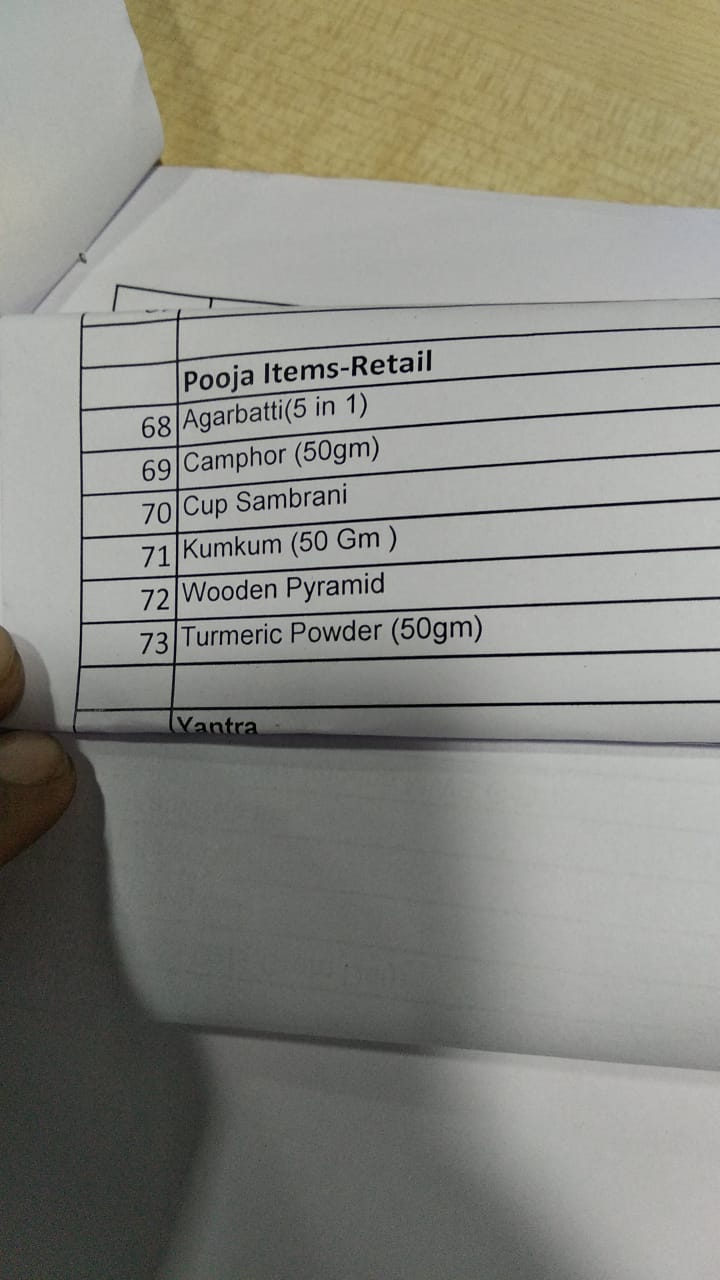 Pooja Items-Retail
68 Agarbatti(5 in 1)
69 Camphor (50gm)
70 Cup Sambrani
71 Kumkum (50 Gm )
72 Wooden Pyramid
73 Turmeric Powder (50gm)
Yantra